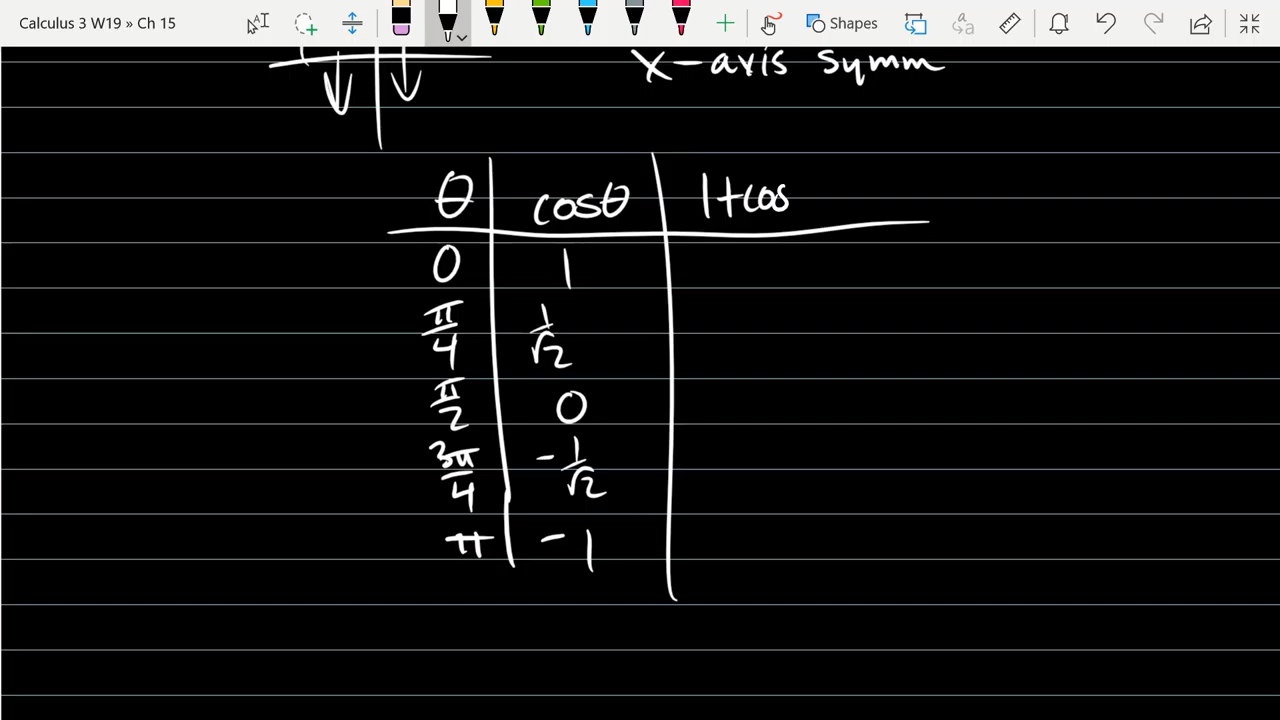 Calculus 3 W19 » Ch 15
Shapes
x-axis symm
θ cosθ 1+cos
0 1
π/4 1/√2
π/2 0
3π/4 -1/√2
π -1